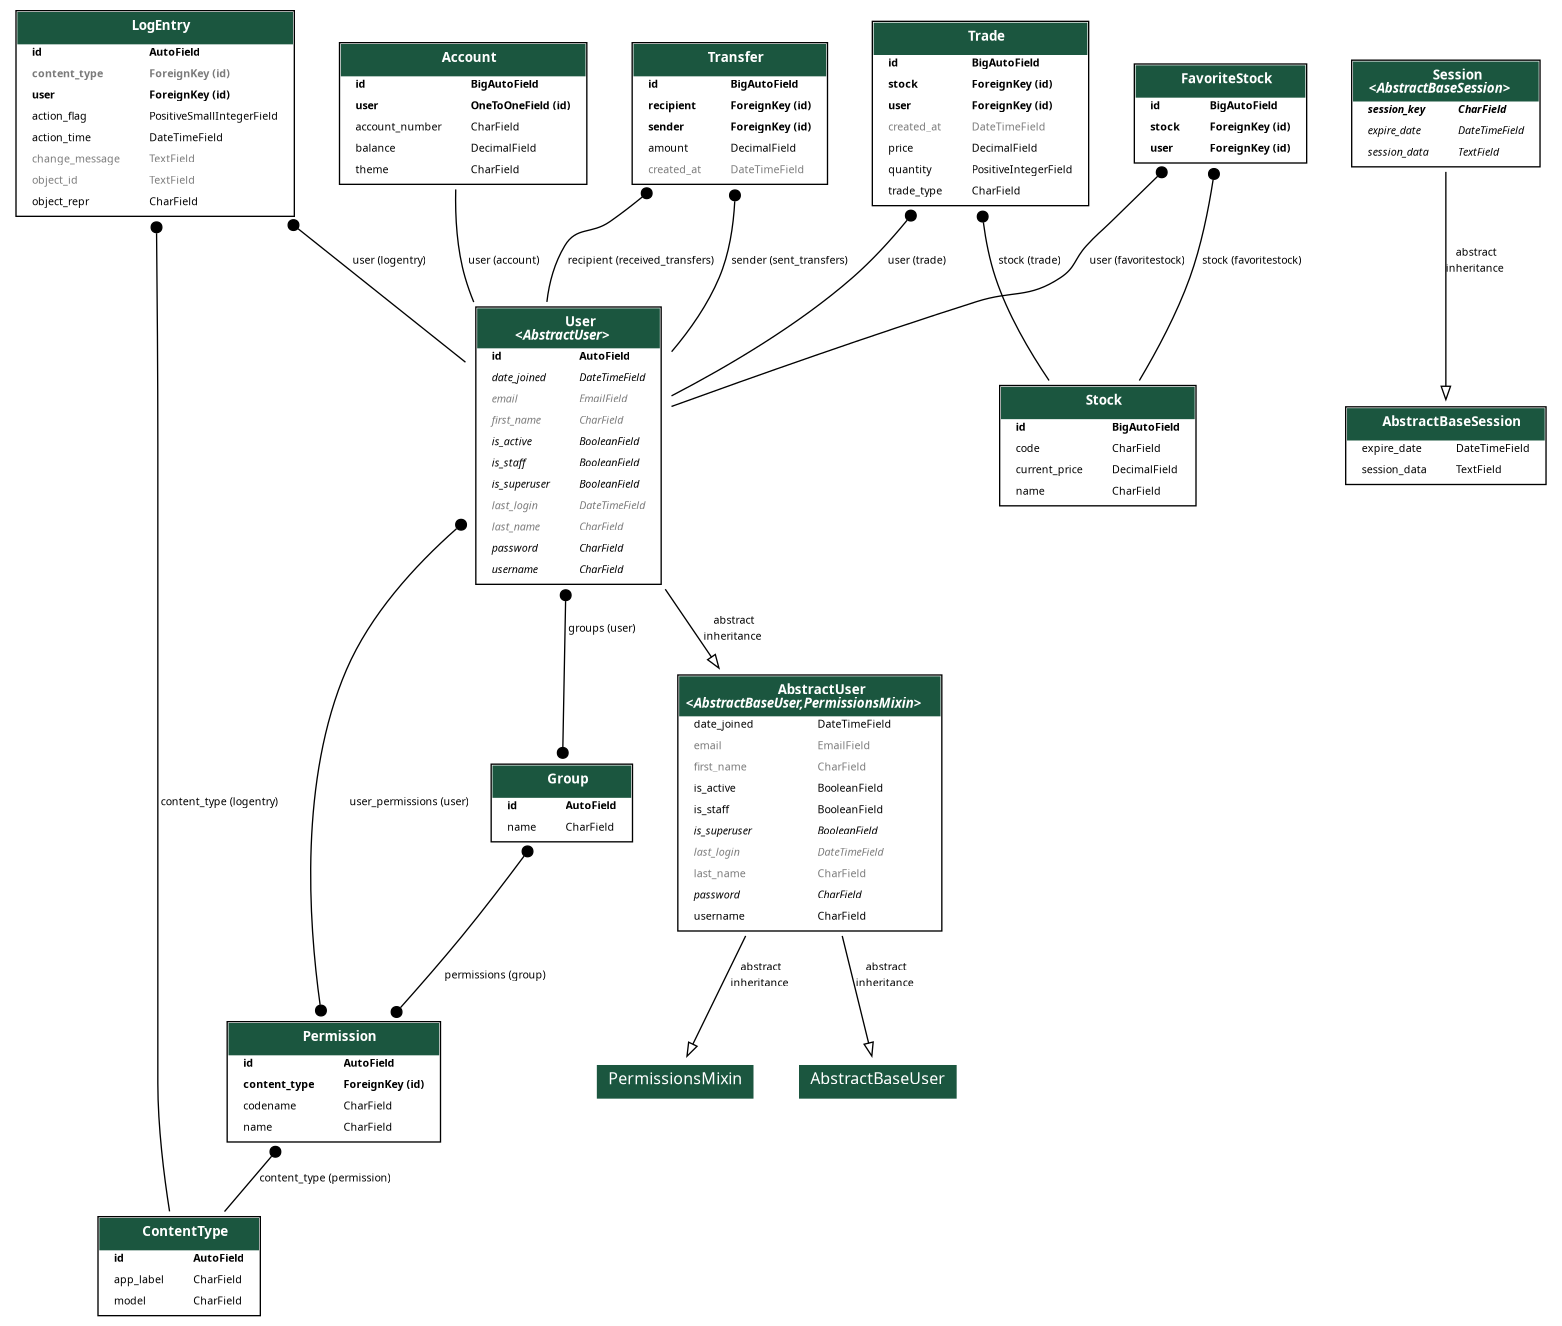 LogEntry
id AutoField
content_type ForeignKey (id)
user ForeignKey (id)
action_flag PositiveSmallIntegerField
action_time DateTimeField
change_message TextField
object_id TextField
object_repr CharField
Account
id BigAutoField
user OneToOneField (id)
account_number CharField
balance DecimalField
theme CharField
Transfer
id BigAutoField
recipient ForeignKey (id)
sender ForeignKey (id)
amount DecimalField
created_at DateTimeField
Trade
id BigAutoField
stock ForeignKey (id)
user ForeignKey (id)
created_at DateTimeField
price DecimalField
quantity PositiveIntegerField
trade_type CharField
FavoriteStock
id BigAutoField
stock ForeignKey (id)
user ForeignKey (id)
Session
<AbstractBaseSession>
session_key CharField
expire_date DateTimeField
session_data TextField
user (logentry)
user (account)
recipient (received_transfers)
sender (sent_transfers)
user (trade)
stock (trade)
user (favoritestock)
stock (favoritestock)
abstract
inheritance
User
<AbstractUser>
id AutoField
date_joined DateTimeField
email EmailField
first_name CharField
is_active BooleanField
is_staff BooleanField
is_superuser BooleanField
last_login DateTimeField
last_name CharField
password CharField
username CharField
Stock
id BigAutoField
code CharField
current_price DecimalField
name CharField
AbstractBaseSession
expire_date DateTimeField
session_data TextField
groups (user)
abstract
inheritance
AbstractUser
<AbstractBaseUser,PermissionsMixin>
date_joined DateTimeField
email EmailField
first_name CharField
is_active BooleanField
is_staff BooleanField
is_superuser BooleanField
last_login DateTimeField
last_name CharField
password CharField
username CharField
content_type (logentry)
user_permissions (user)
Group
id AutoField
name CharField
permissions (group)
abstract
inheritance
abstract
inheritance
Permission
id AutoField
content_type ForeignKey (id)
codename CharField
name CharField
PermissionsMixin
AbstractBaseUser
content_type (permission)
ContentType
id AutoField
app_label CharField
model CharField